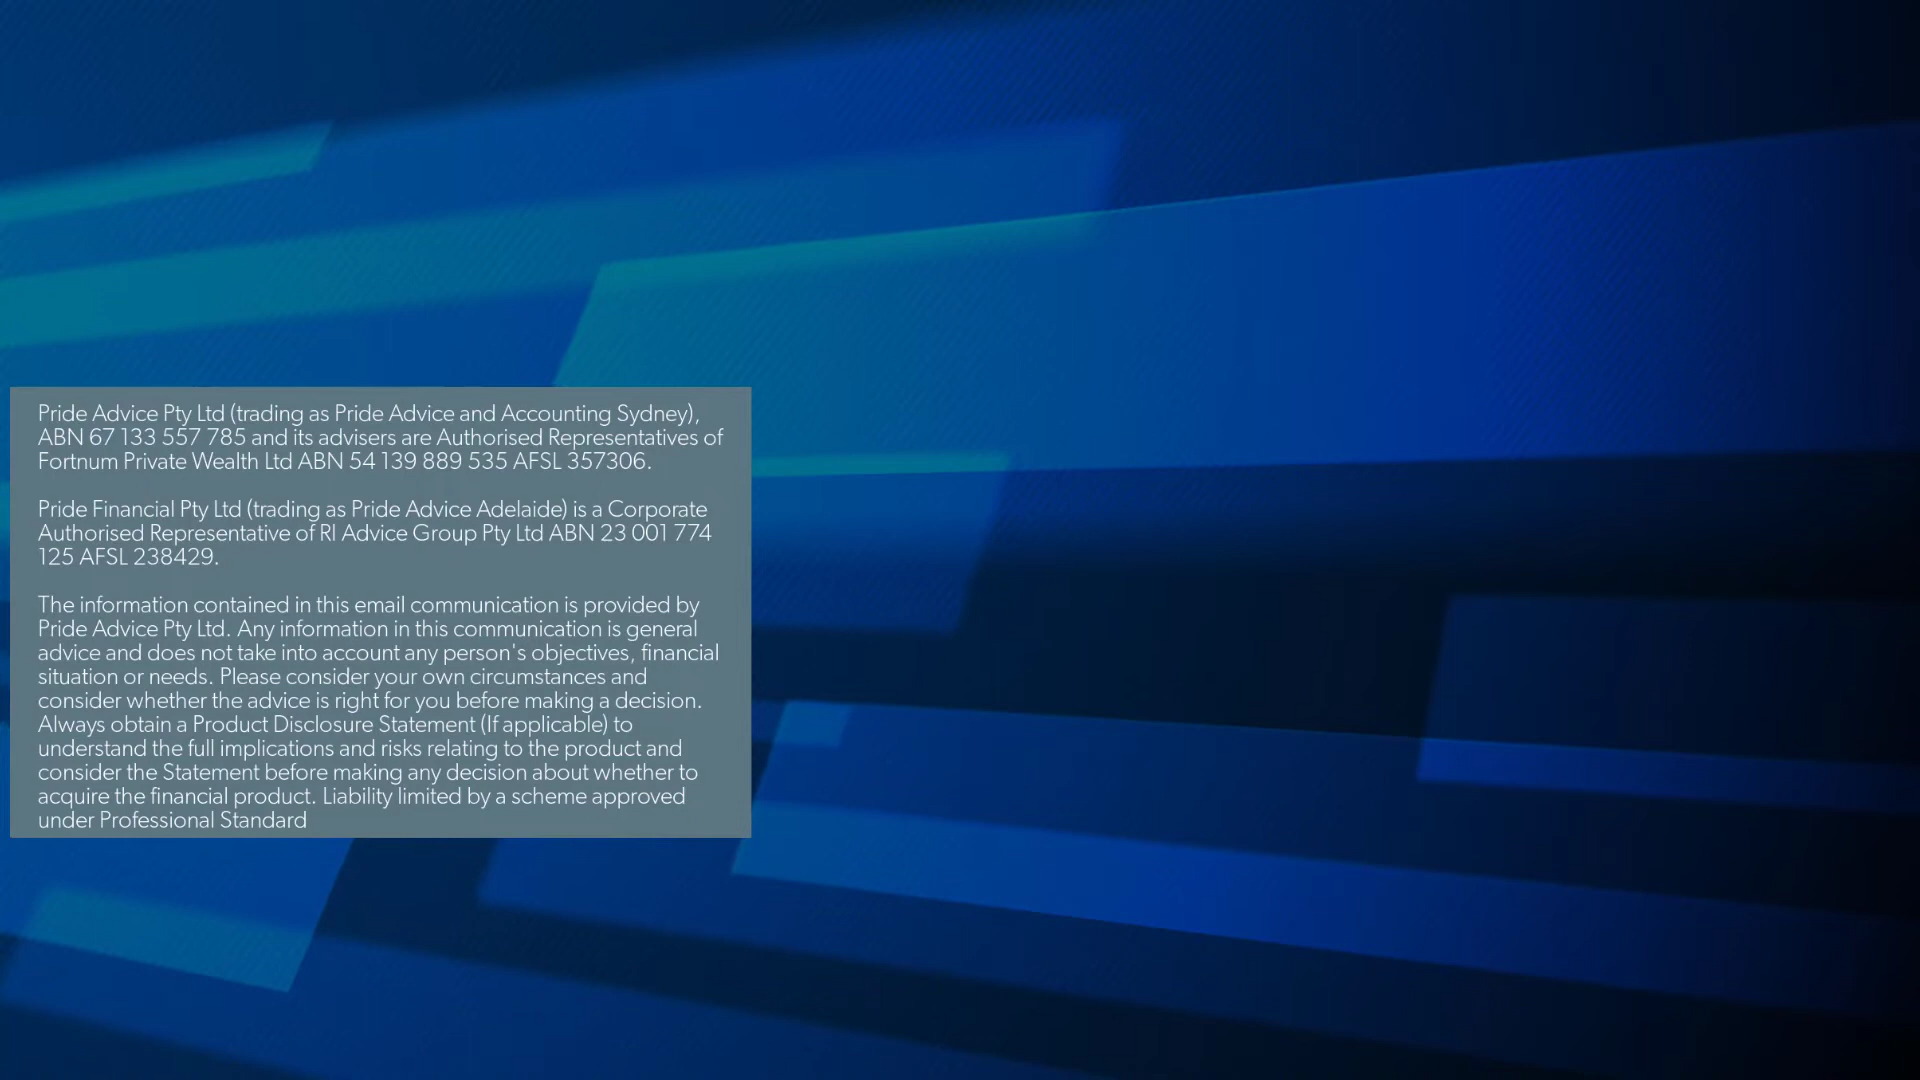 Pride Advice Pty Ltd (trading as Pride Advice and Accounting Sydney),
ABN 67 133 557 785 and its advisers are Authorised Representatives of
Fortnum Private Wealth Ltd ABN 54 139 889 535 AFSL 357306.
Pride Financial Pty Ltd (trading as Pride Advice Adelaide) is a Corporate
Authorised Representative of RI Advice Group Pty Ltd ABN 23 001 774
125 AFSL 238429.
The information contained in this email communication is provided by
Pride Advice Pty Ltd. Any information in this communication is general
advice and does not take into account any person's objectives, financial
situation or needs. Please consider your own circumstances and
consider whether the advice is right for you before making a decision.
Always obtain a Product Disclosure Statement (If applicable) to
understand the full implications and risks relating to the product and
consider the Statement before making any decision about whether to
acquire the financial product. Liability limited by a scheme approved
under Professional Standard